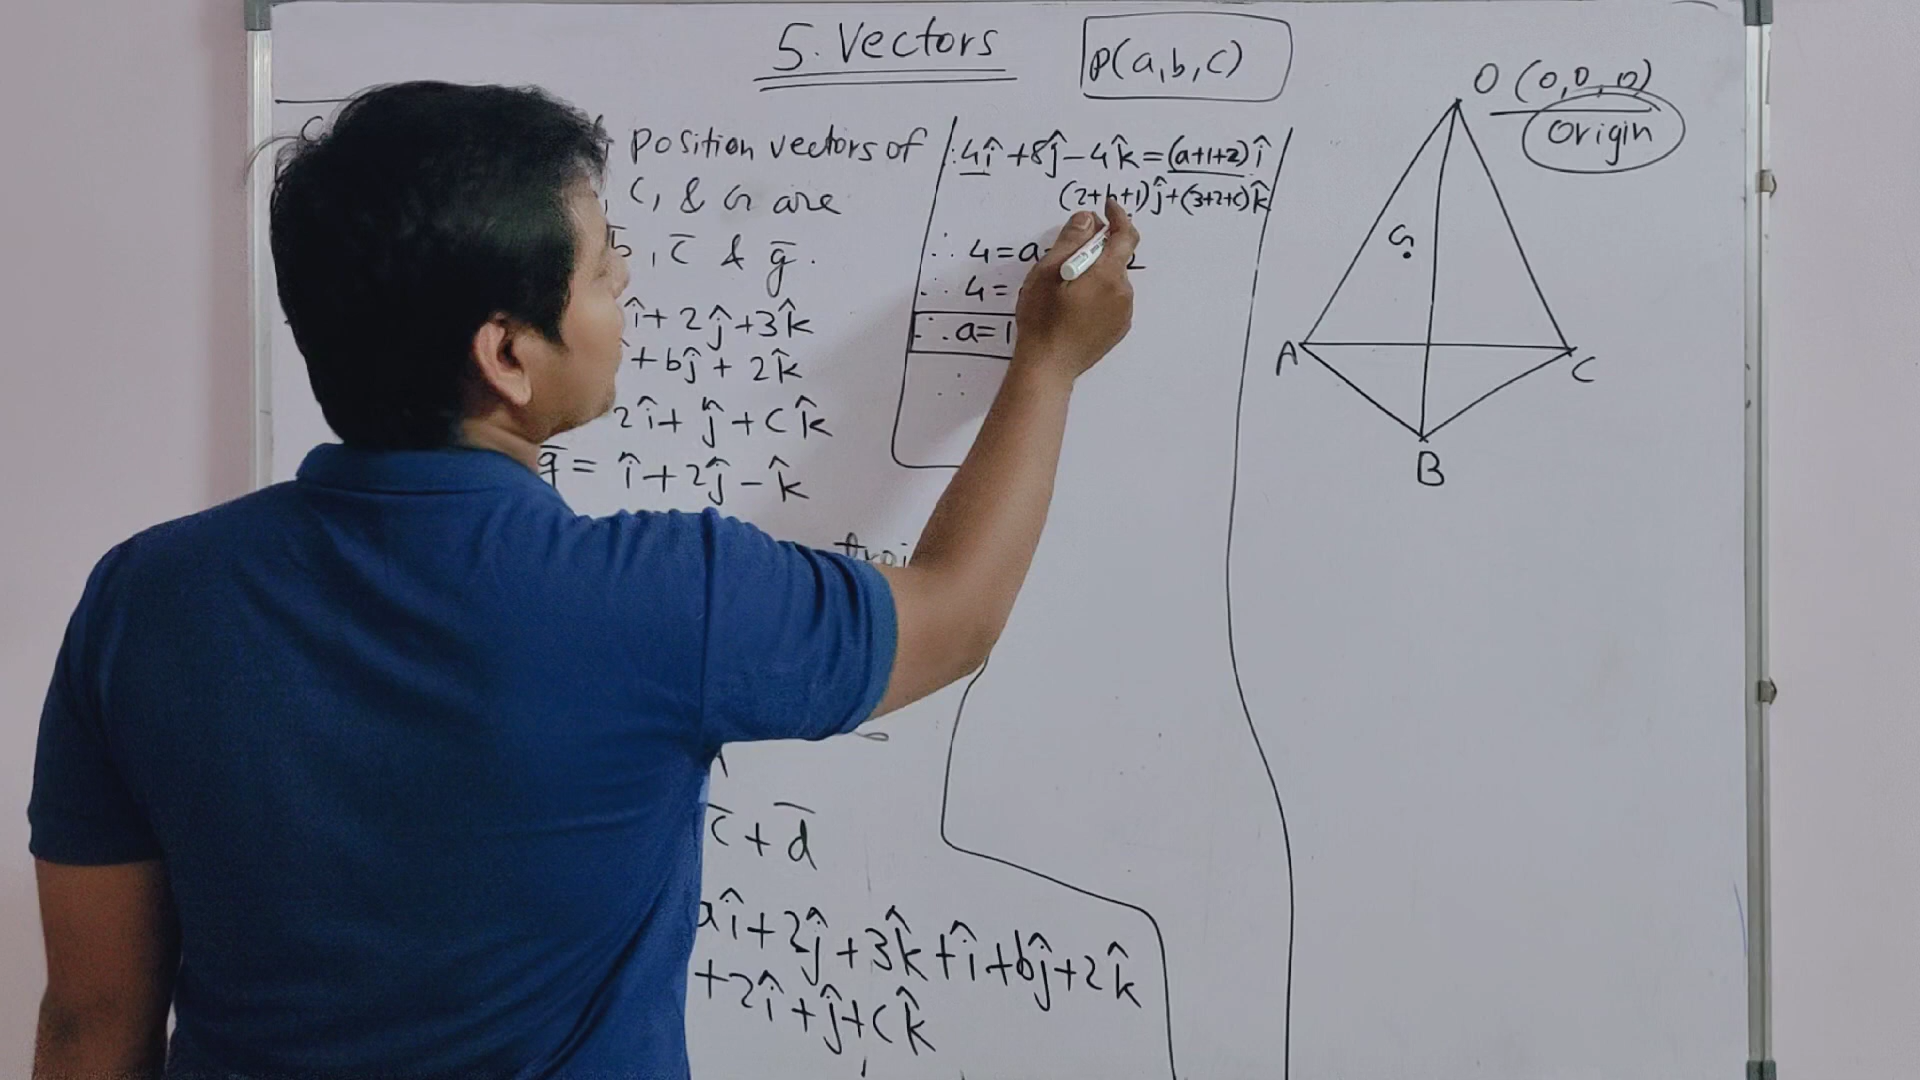 5. Vectors
P(a,b,c)
position vectors of
, C, & G are
b̄, c̄ & ḡ.
î + 2ĵ + 3k̂
+ bĵ + 2k̂
2î + ĵ + ck̂
ḡ = î + 2ĵ - k̂
c̄ + d̄
aî + 2ĵ + 3k̂ + î + bĵ + 2k̂
+ 2î + ĵ + ck̂
∴ 4î + 8ĵ - 4k̂ = (a+1+2)î
(2+b+1)ĵ + (3+2+c)k̂
∴ 4 = a
∴ 4 =
∴ a = 1
∴
O (0,0,0)
Origin
G
A
C
B